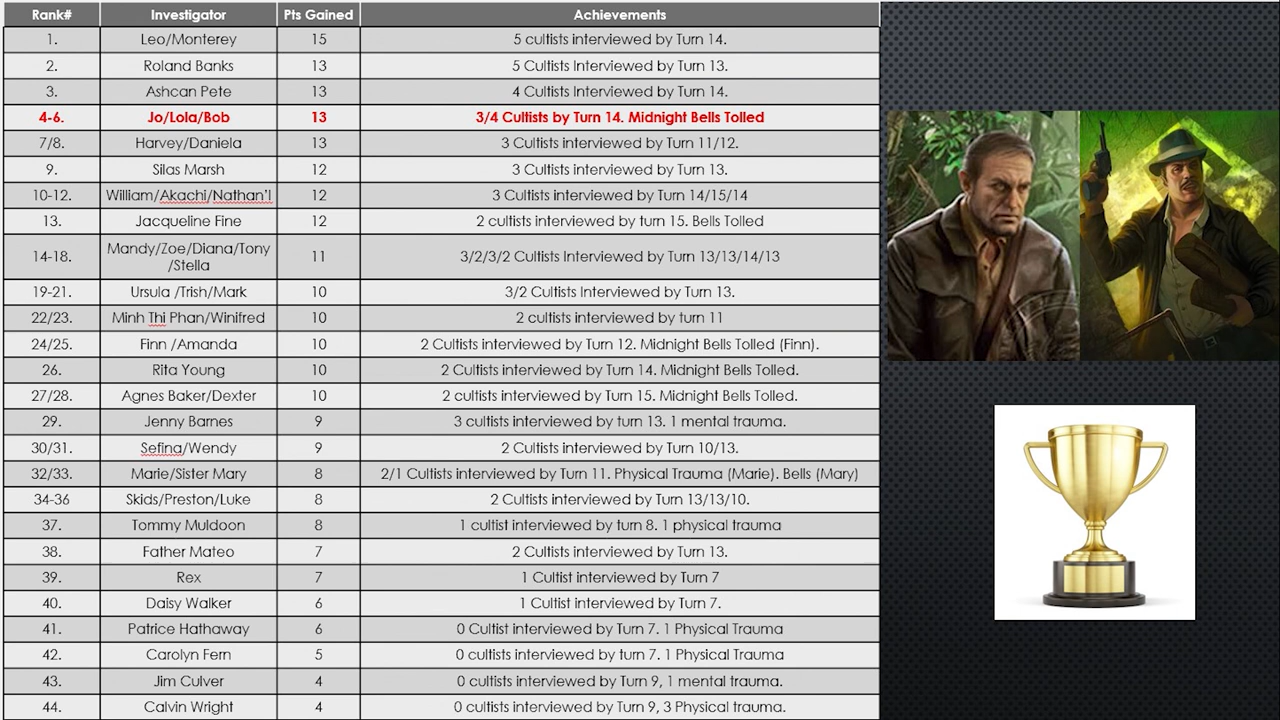 Rank# Investigator Pts Gained Achievements
1. Leo/Monterey 15 5 cultists interviewed by Turn 14.
2. Roland Banks 13 5 Cultists Interviewed by Turn 13.
3. Ashcan Pete 13 4 Cultists Interviewed by Turn 14.
4-6. Jo/Lola/Bob 13 3/4 Cultists by Turn 14. Midnight Bells Tolled
7/8. Harvey/Daniela 13 3 Cultists interviewed by Turn 11/12.
9. Silas Marsh 12 3 Cultists interviewed by Turn 13.
10-12. William/Akachi/Nathan'l 12 3 Cultists interviewed by Turn 14/15/14
13. Jacqueline Fine 12 2 cultists interviewed by turn 15. Bells Tolled
14-18. Mandy/Zoe/Diana/Tony
/Stella 11 3/2/3/2 Cultists Interviewed by Turn 13/13/14/13
19-21. Ursula /Trish/Mark 10 3/2 Cultists Interviewed by Turn 13.
22/23. Minh Thi Phan/Winifred 10 2 cultists interviewed by turn 11
24/25. Finn /Amanda 10 2 Cultists interviewed by Turn 12. Midnight Bells Tolled (Finn).
26. Rita Young 10 2 Cultists interviewed by Turn 14. Midnight Bells Tolled.
27/28. Agnes Baker/Dexter 10 2 cultists interviewed by Turn 15. Midnight Bells Tolled.
29. Jenny Barnes 9 3 cultists interviewed by turn 13. 1 mental trauma.
30/31. Sefina/Wendy 9 2 Cultists interviewed by Turn 10/13.
32/33. Marie/Sister Mary 8 2/1 Cultists interviewed by Turn 11. Physical Trauma (Marie). Bells (Mary)
34-36 Skids/Preston/Luke 8 2 Cultists interviewed by Turn 13/13/10.
37. Tommy Muldoon 8 1 cultist interviewed by turn 8. 1 physical trauma
38. Father Mateo 7 2 Cultists interviewed by Turn 13.
39. Rex 7 1 Cultist interviewed by Turn 7
40. Daisy Walker 6 1 Cultist interviewed by Turn 7.
41. Patrice Hathaway 6 0 Cultist interviewed by Turn 7. 1 Physical Trauma
42. Carolyn Fern 5 0 cultists interviewed by turn 7. 1 Physical Trauma
43. Jim Culver 4 0 cultists interviewed by Turn 9, 1 mental trauma.
44. Calvin Wright 4 0 cultists interviewed by Turn 9, 3 Physical trauma.